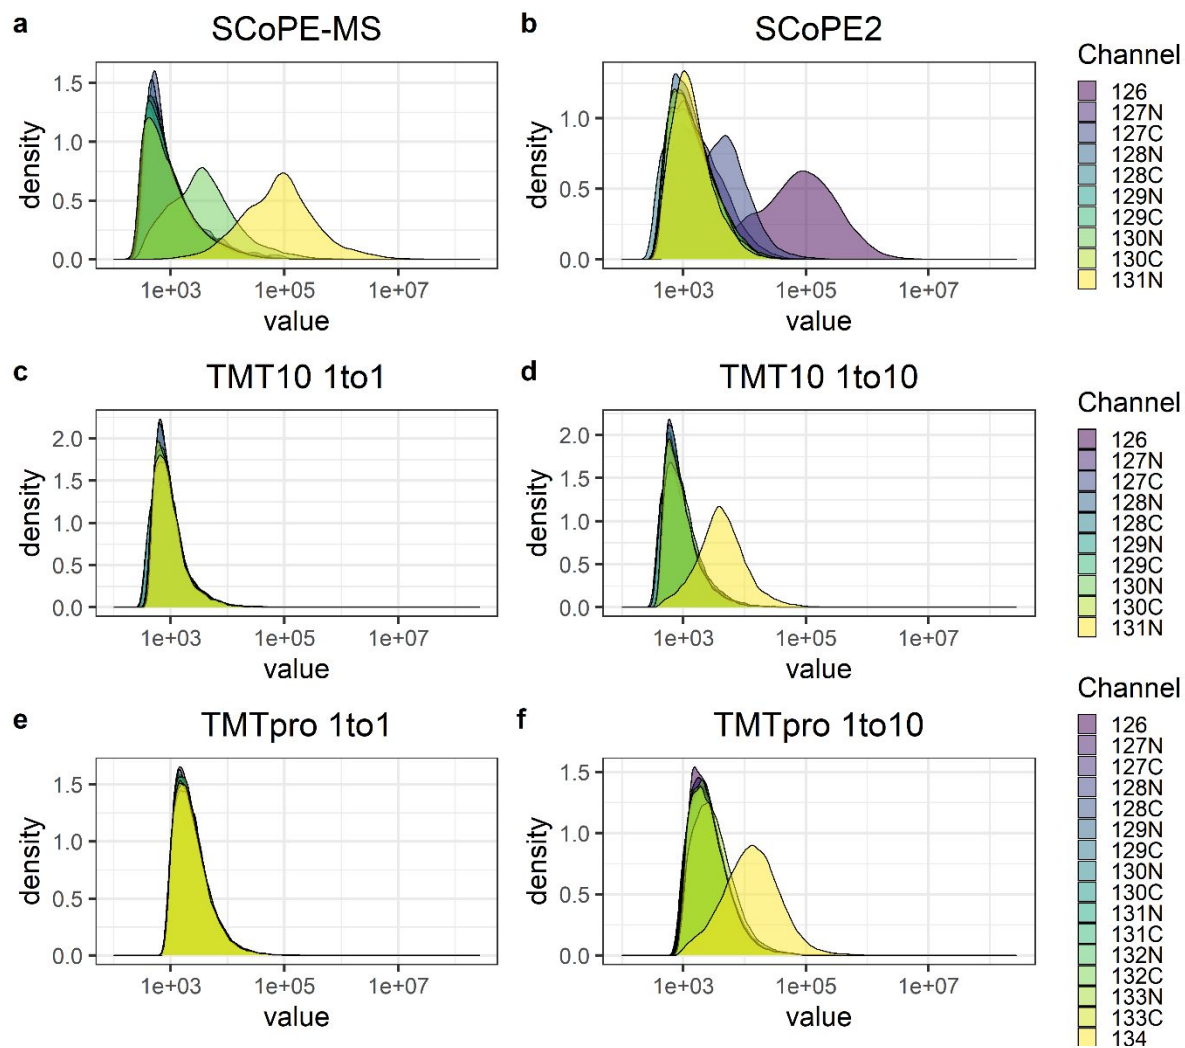 a SCoPE-MS
b SCoPE2
density
1.5
1.0
0.5
0.0
1e+03 1e+05 1e+07
value
density
1.0
0.5
0.0
1e+03 1e+05 1e+07
value
Channel
126
127N
127C
128N
128C
129N
129C
130N
130C
131N
c TMT10 1to1
d TMT10 1to10
density
2.0
1.5
1.0
0.5
0.0
1e+03 1e+05 1e+07
value
density
2.0
1.5
1.0
0.5
0.0
1e+03 1e+05 1e+07
value
Channel
126
127N
127C
128N
128C
129N
129C
130N
130C
131N
e TMTpro 1to1
f TMTpro 1to10
density
1.5
1.0
0.5
0.0
1e+03 1e+05 1e+07
value
density
1.5
1.0
0.5
0.0
1e+03 1e+05 1e+07
value
Channel
126
127N
127C
128N
128C
129N
129C
130N
130C
131N
131C
132N
132C
133N
133C
134